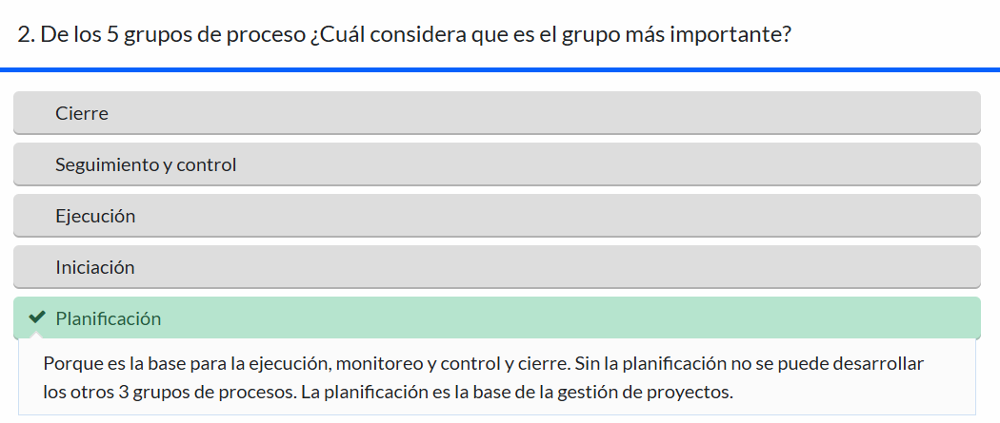 2. De los 5 grupos de proceso ¿Cuál considera que es el grupo más importante?
Cierre
Seguimiento y control
Ejecución
Iniciación
Planificación
Porque es la base para la ejecución, monitoreo y control y cierre. Sin la planificación no se puede desarrollar
los otros 3 grupos de procesos. La planificación es la base de la gestión de proyectos.